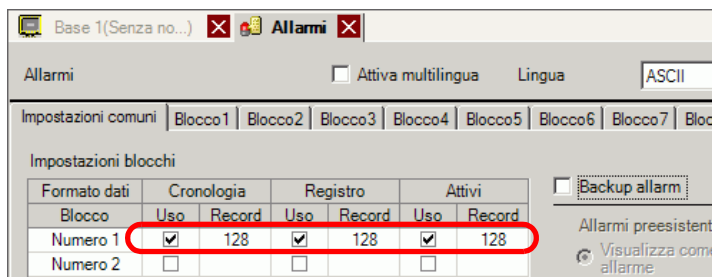 Base 1(Senza no...) Allarmi
Allarmi Attiva multilingua Lingua ASCII
Impostazioni comuni Blocco1 Blocco2 Blocco3 Blocco4 Blocco5 Blocco6 Blocco7 Bloc
Impostazioni blocchi
Formato dati Cronologia Registro Attivi Backup allarm
Blocco Uso Record Uso Record Uso Record
Allarmi preesistent
Numero 1 128 128 128
Visualizza come
allarme
Numero 2